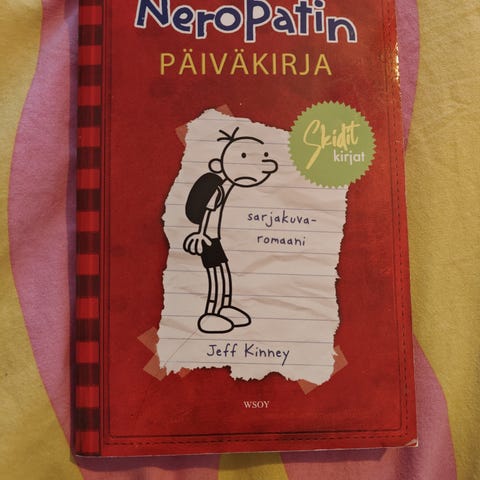 NeroPatin
PÄIVÄKIRJA
Skidit
kirjat
sarjakuva-
romaani
Jeff Kinney
WSOY